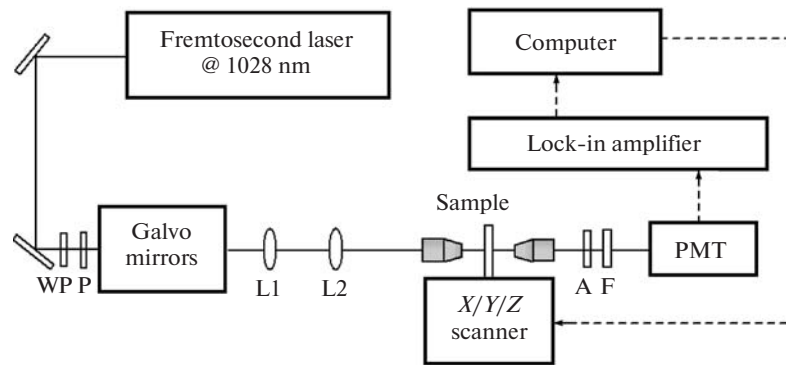 Fremtosecond laser
@ 1028 nm
Computer
Lock-in amplifier
Sample
Galvo
mirrors
PMT
WP P
L1
L2
A F
X/Y/Z
scanner